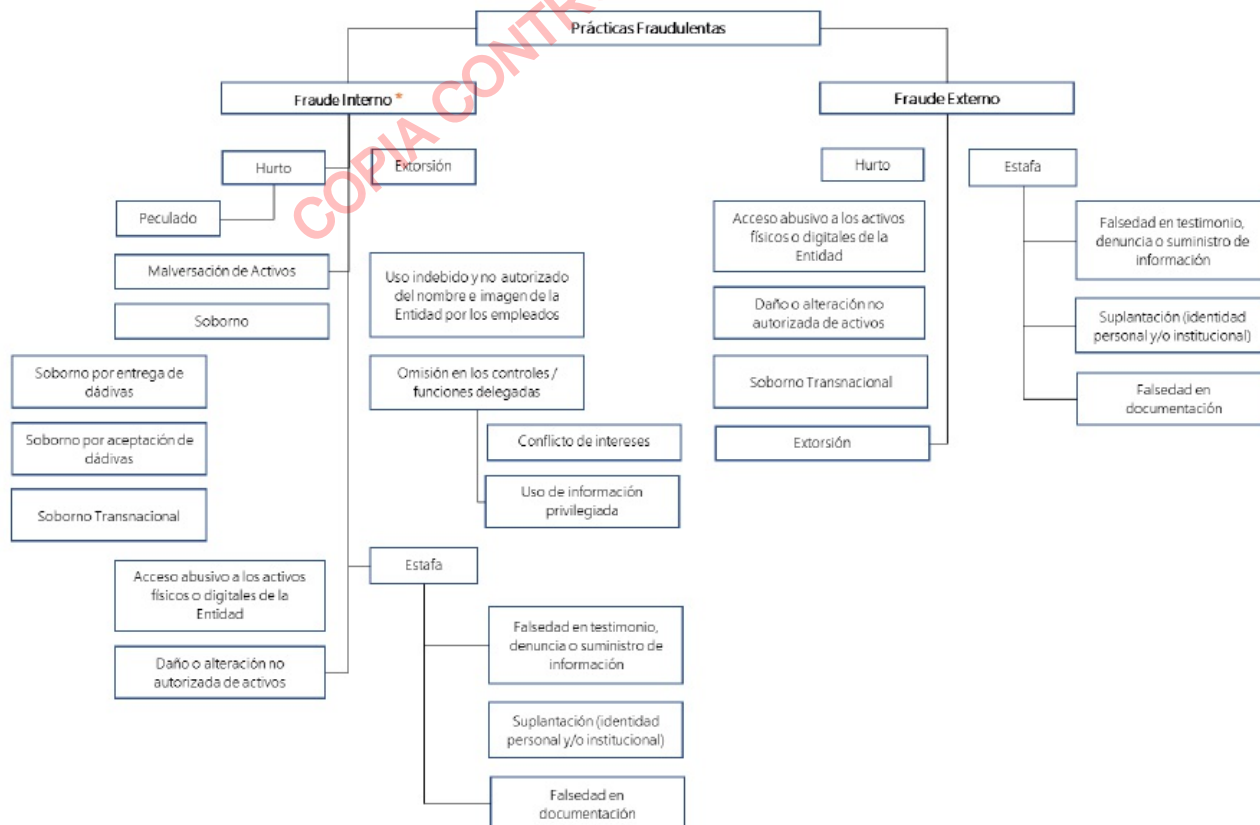 Prácticas Fraudulentas
Fraude Interno *
Fraude Externo
COPIA CONTR
Hurto
Extorsión
Peculado
Malversación de Activos
Soborno
Soborno por entrega de
dádivas
Soborno por aceptación de
dádivas
Soborno Transnacional
Acceso abusivo a los activos
físicos o digitales de la
Entidad
Daño o alteración no
autorizada de activos
Uso indebido y no autorizado
del nombre e imagen de la
Entidad por los empleados
Omisión en los controles /
funciones delegadas
Conflicto de intereses
Uso de información
privilegiada
Estafa
Falsedad en testimonio,
denuncia o suministro de
información
Suplantación (identidad
personal y/o institucional)
Falsedad en
documentación
Hurto
Acceso abusivo a los activos
físicos o digitales de la
Entidad
Daño o alteración no
autorizada de activos
Soborno Transnacional
Extorsión
Estafa
Falsedad en testimonio,
denuncia o suministro de
información
Suplantación (identidad
personal y/o institucional)
Falsedad en
documentación